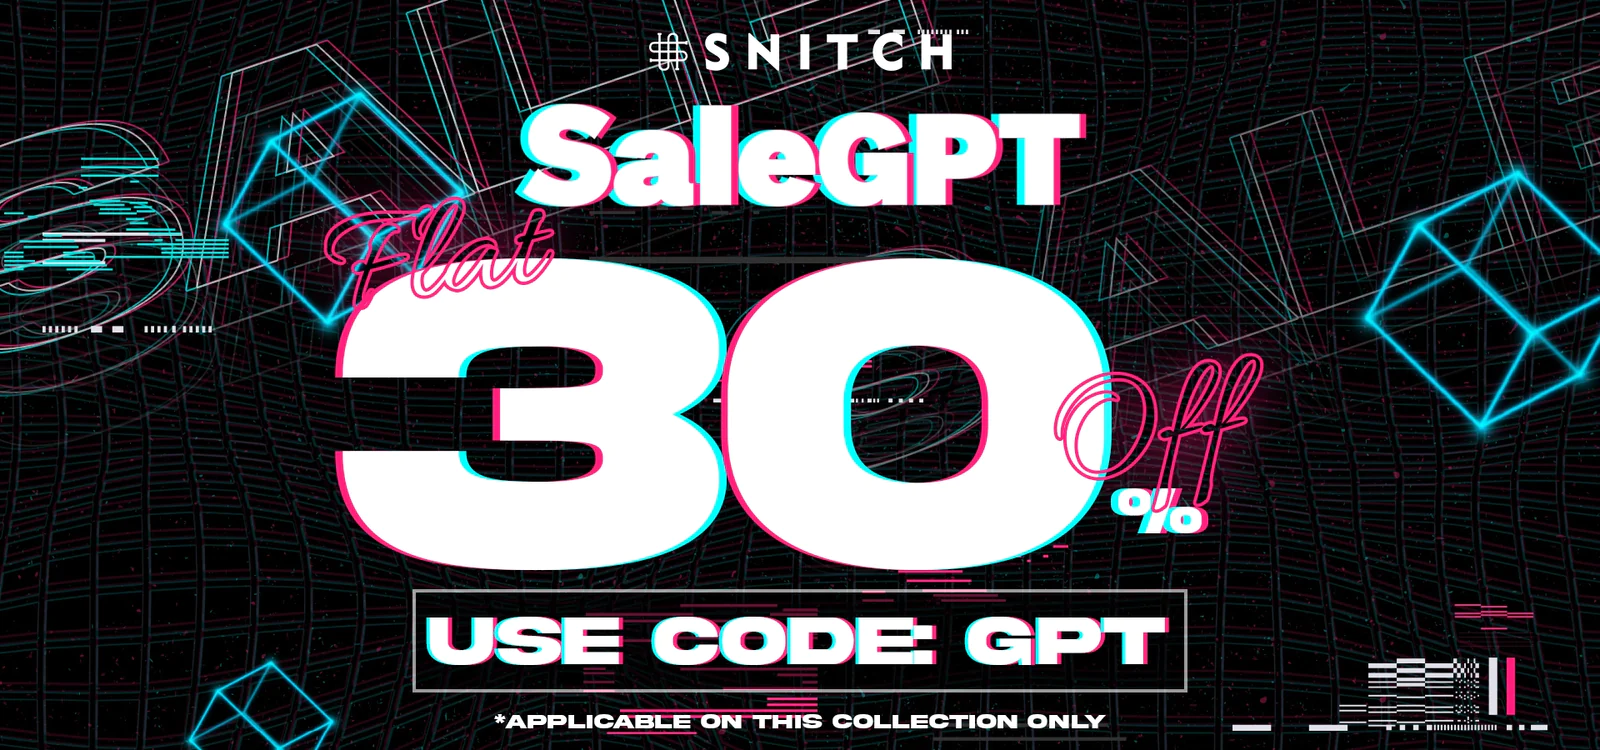 SNITCH
SaleGPT
Flat
30
Off
%
USE CODE: GPT
*APPLICABLE ON THIS COLLECTION ONLY